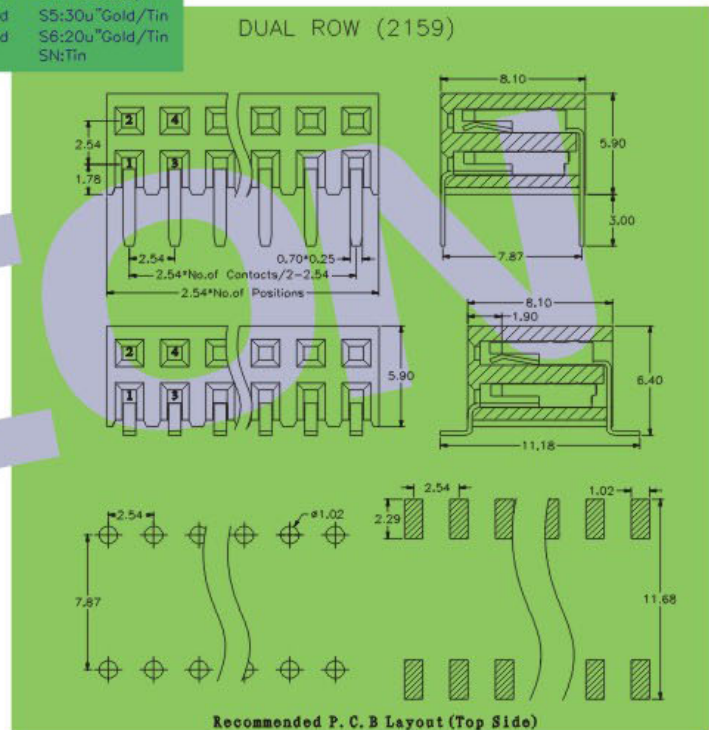 d S5:30u"Gold/Tin
d S6:20u"Gold/Tin
SN:Tin
DUAL ROW (2159)
2 4
1 3
2.54
1.78
2.54
0.70*0.25
2.54*No.of Contacts/2-2.54
2.54*No.of Positions
8.10
5.90
3.00
7.87
2 4
1 3
5.90
8.10
1.90
6.40
11.18
2.54
ø1.02
7.87
2.54
1.02
2.29
11.68
Recommended P.C.B Layout (Top Side)